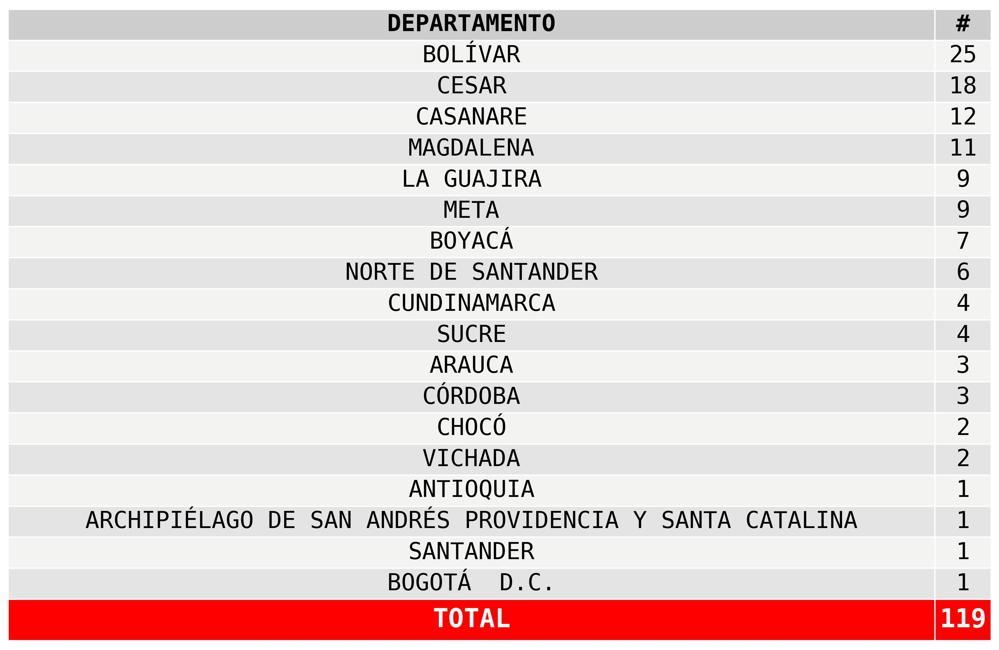 DEPARTAMENTO #
BOLÍVAR 25
CESAR 18
CASANARE 12
MAGDALENA 11
LA GUAJIRA 9
META 9
BOYACÁ 7
NORTE DE SANTANDER 6
CUNDINAMARCA 4
SUCRE 4
ARAUCA 3
CÓRDOBA 3
CHOCÓ 2
VICHADA 2
ANTIOQUIA 1
ARCHIPIÉLAGO DE SAN ANDRÉS PROVIDENCIA Y SANTA CATALINA 1
SANTANDER 1
BOGOTÁ  D.C. 1
TOTAL 119